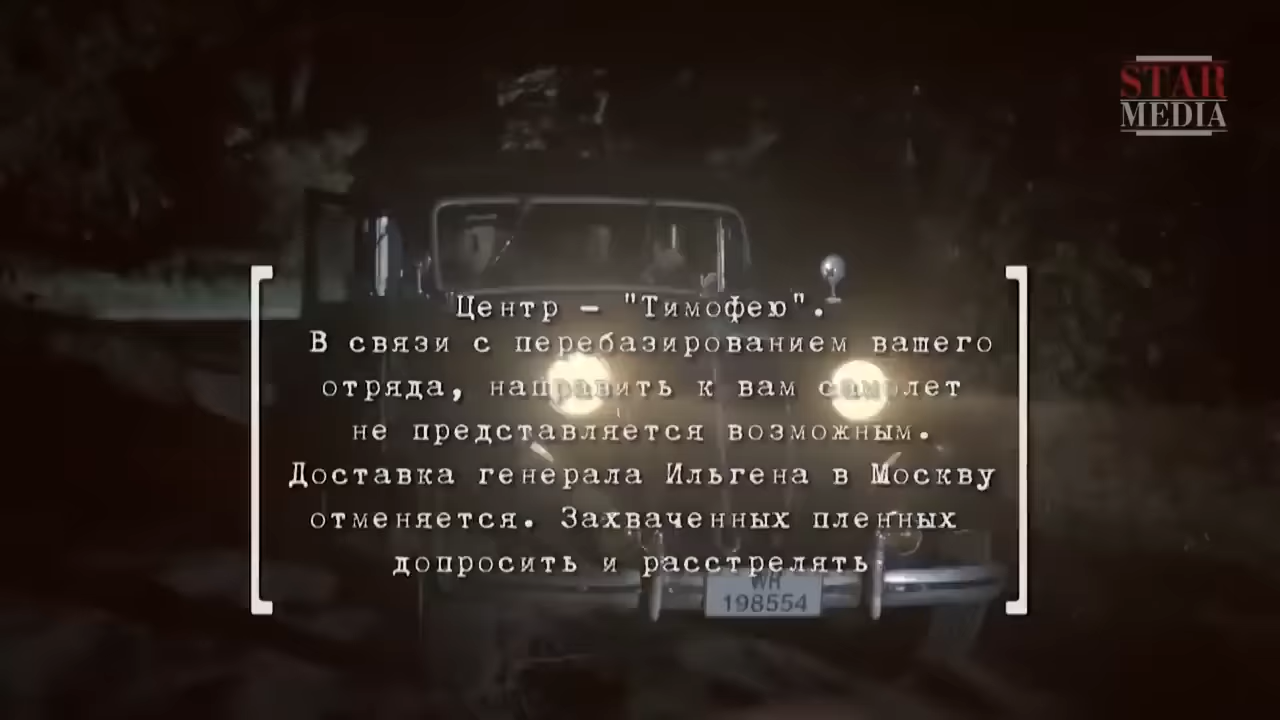 STAR
MEDIA
Центр – "Тимофею".
В связи с перебазированием вашего
отряда, направить к вам самолет
не представляется возможным.
Доставка генерала Ильгена в Москву
отменяется. Захваченных пленных
допросить и расстрелять
WH
198554